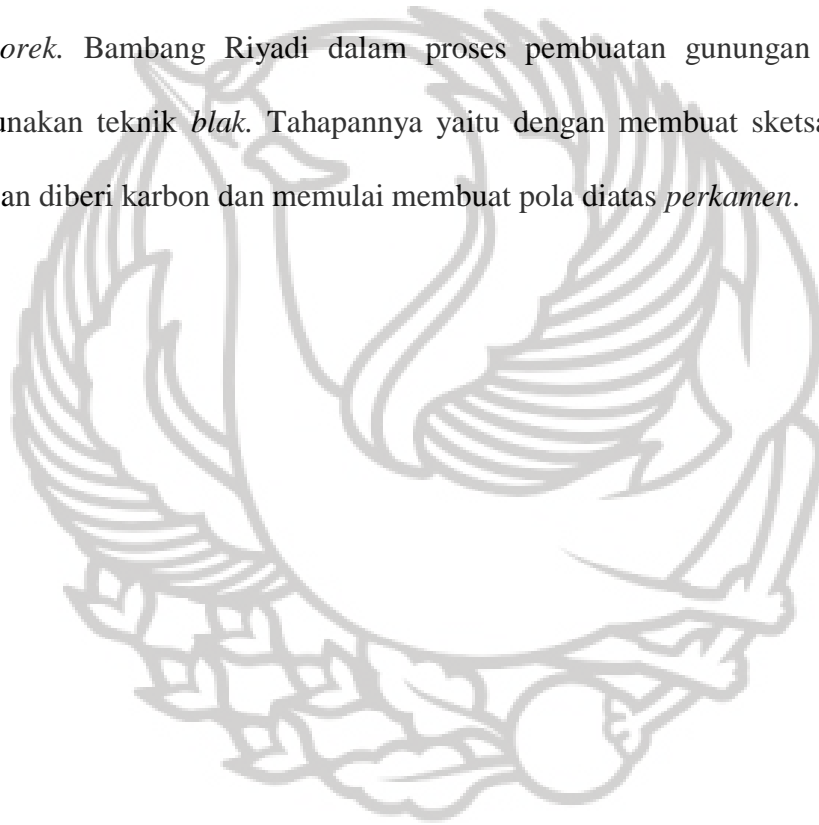 orek. Bambang Riyadi dalam proses pembuatan gunungan
unakan teknik blak. Tahapannya yaitu dengan membuat sketsa
an diberi karbon dan memulai membuat pola diatas perkamen.